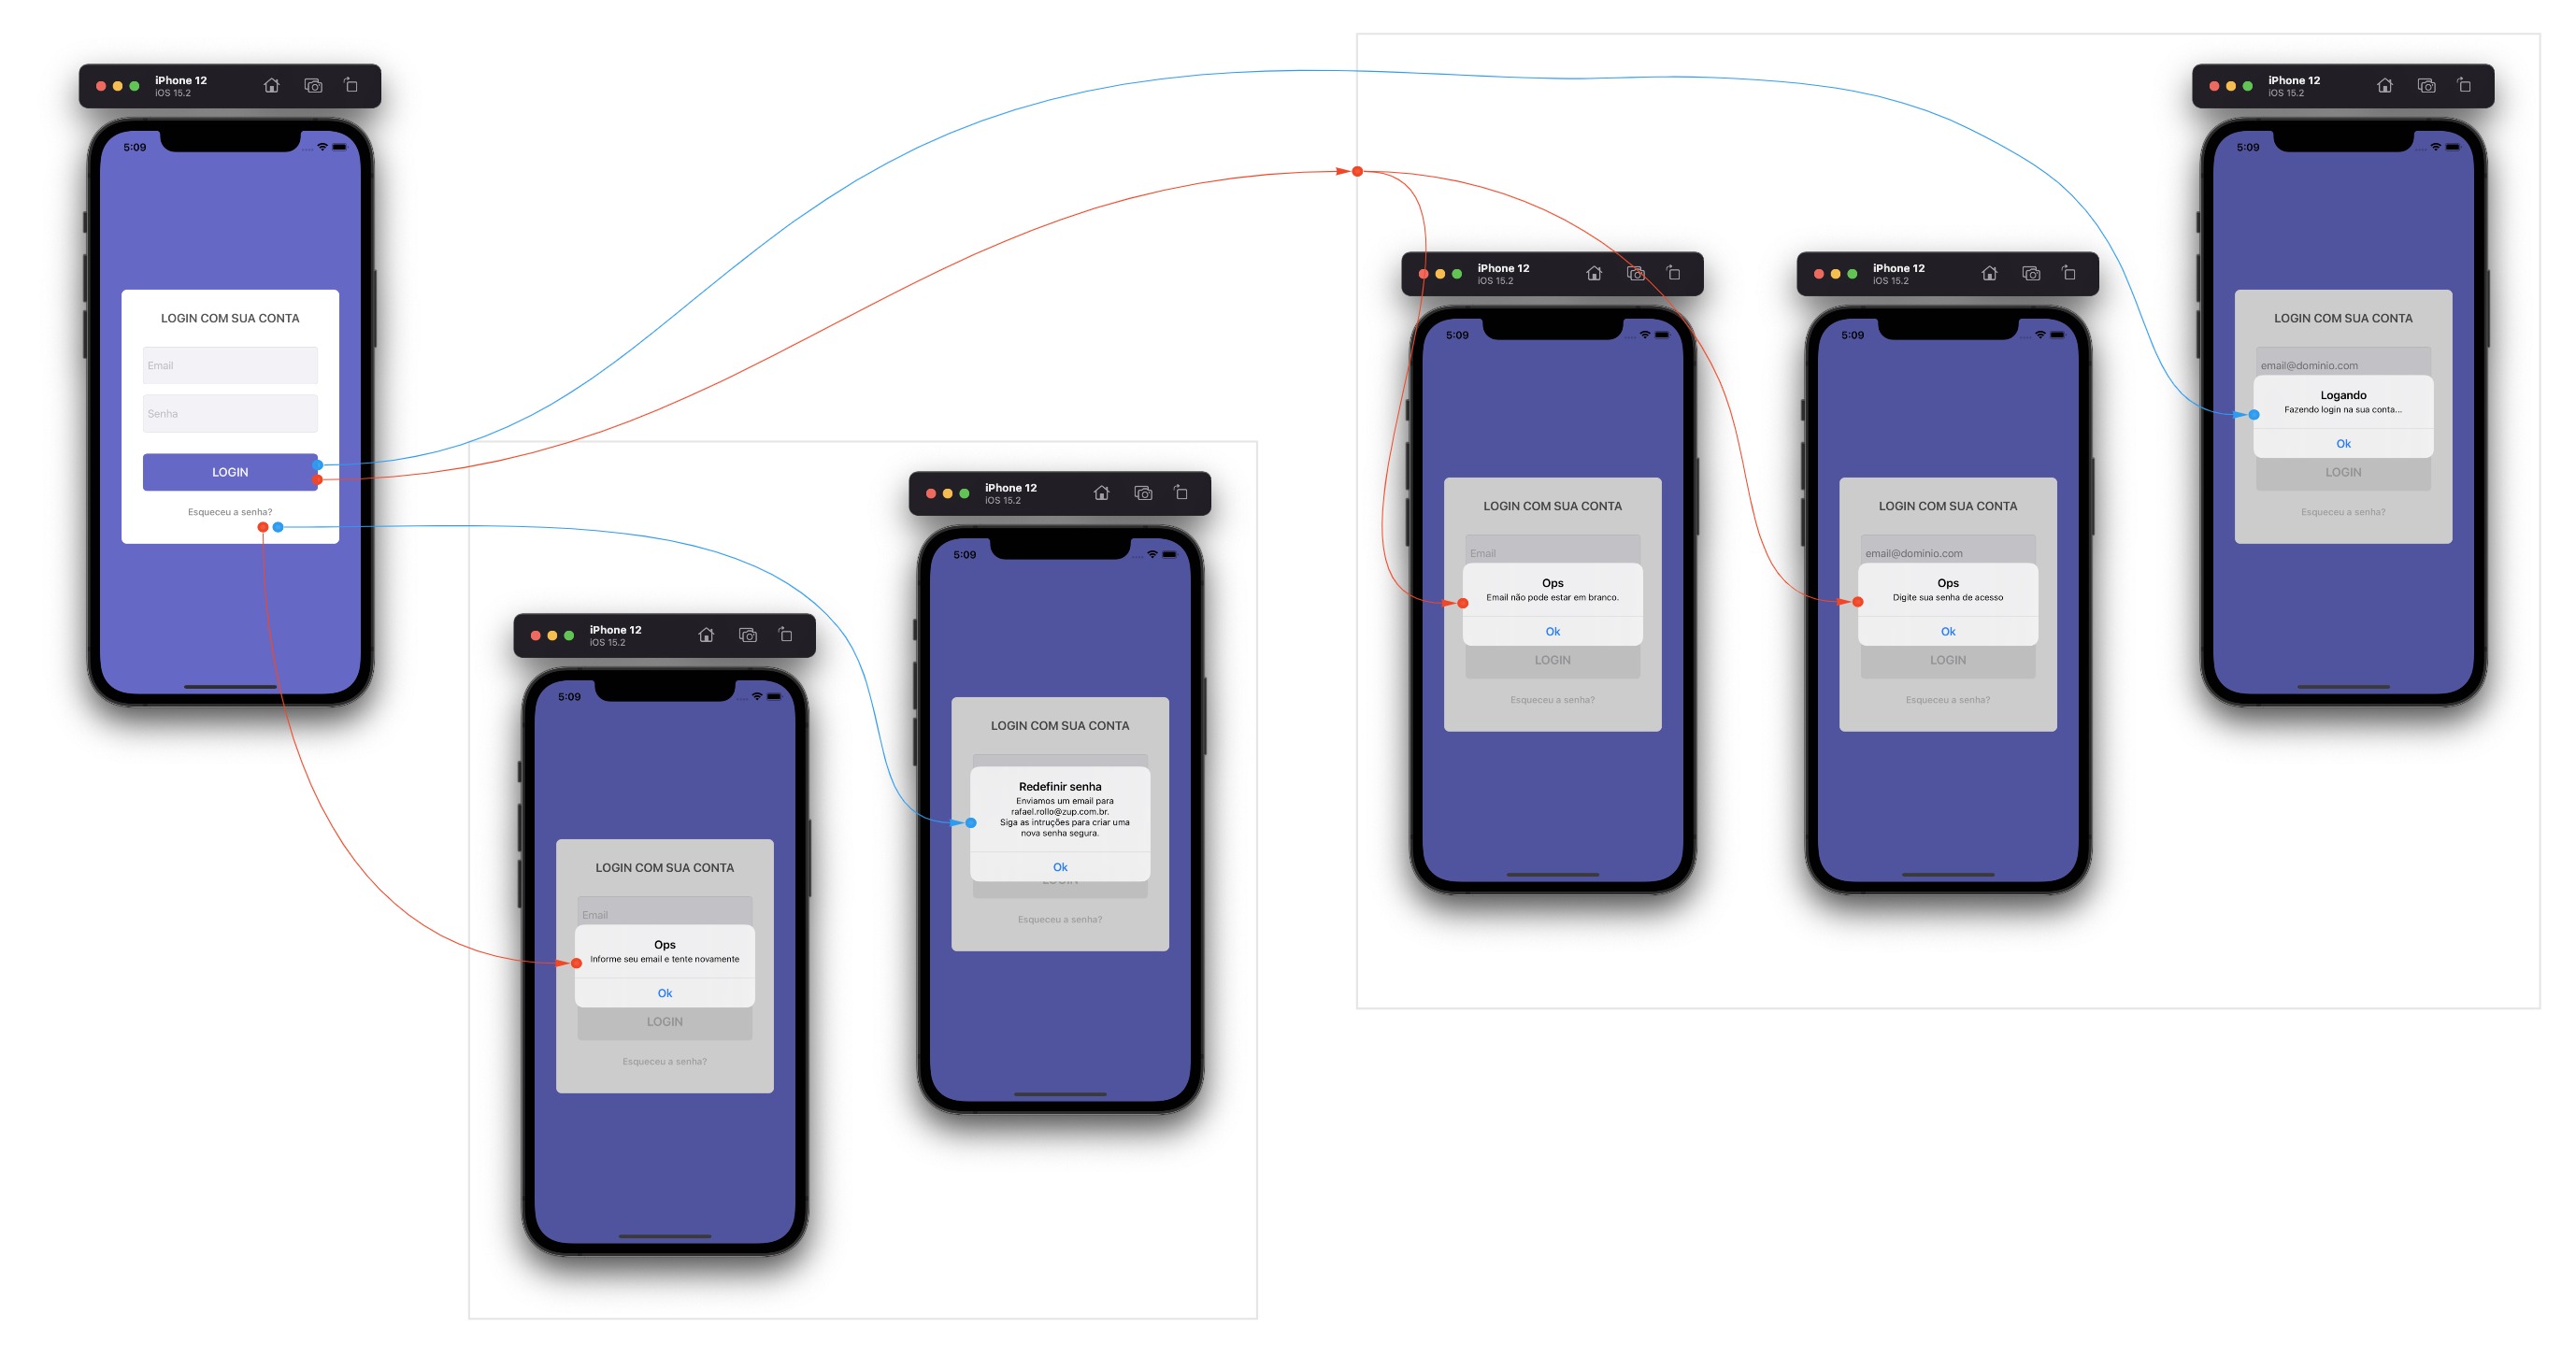 iPhone 12
iOS 15.2
5:09
LOGIN COM SUA CONTA
Email
Senha
LOGIN
Esqueceu a senha?
iPhone 12
iOS 15.2
5:09
LOGIN COM SUA CONTA
Email
Ops
Informe seu email e tente novamente
Ok
LOGIN
Esqueceu a senha?
iPhone 12
iOS 15.2
5:09
LOGIN COM SUA CONTA
Redefinir senha
Enviamos um email para
rafael.rollo@zup.com.br.
Siga as intruções para criar uma
nova senha segura.
Ok
LOGIN
Esqueceu a senha?
iPhone 12
iOS 15.2
5:09
LOGIN COM SUA CONTA
Email
Ops
Email não pode estar em branco.
Ok
LOGIN
Esqueceu a senha?
iPhone 12
iOS 15.2
5:09
LOGIN COM SUA CONTA
email@dominio.com
Ops
Digite sua senha de acesso
Ok
LOGIN
Esqueceu a senha?
iPhone 12
iOS 15.2
5:09
LOGIN COM SUA CONTA
email@dominio.com
Logando
Fazendo login na sua conta...
Ok
LOGIN
Esqueceu a senha?